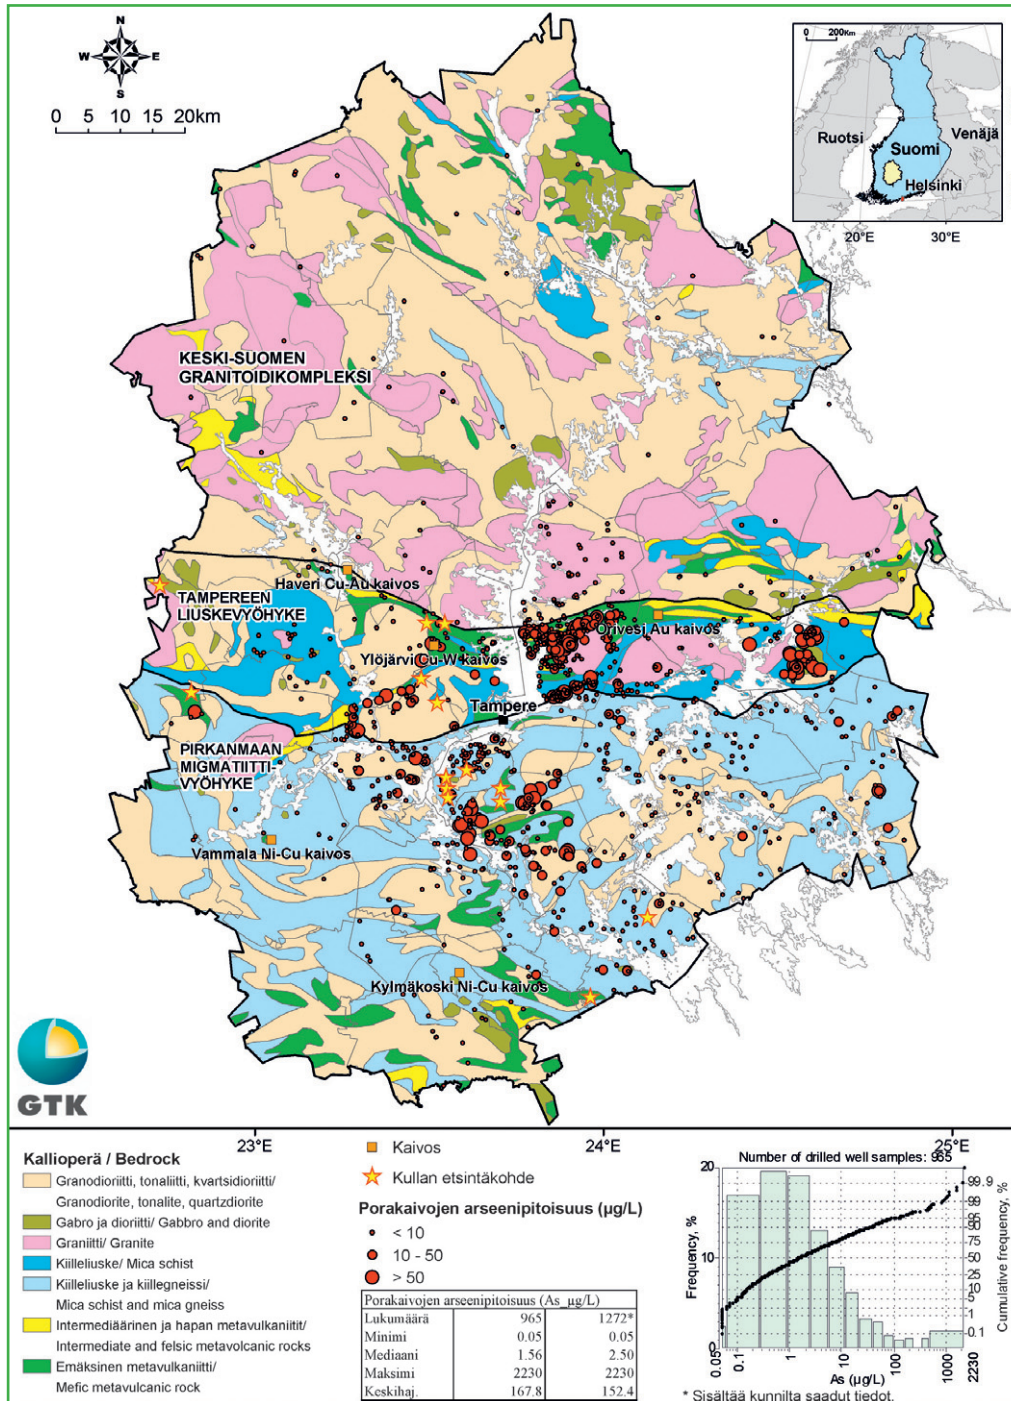 N
W E
S
0 5 10 20km
0 200Km
Ruotsi
Suomi
Venäjä
Helsinki
20°E
30°E
KESKI-SUOMEN
GRANITOIDIKOMPLEKSI
Haveri Cu-Au kaivos
TAMPEREEN
LIUSKEVYÖHYKE
Orivesi Au kaivos
Ylöjärvi Cu-W kaivos
Tampere
PIRKANMAAN
MIGMATIITTI-
VYÖHYKE
Vammala Ni-Cu kaivos
Kylmäkoski Ni-Cu kaivos
GTK
23°E
24°E
25°E
Kallioperä / Bedrock
Granodioriitti, tonaliitti, kvartsidioriitti/
Granodiorite, tonalite, quartzdiorite
Gabro ja dioriitti/ Gabbro and diorite
Graniitti/ Granite
Kiilleliuske/ Mica schist
Kiilleliuske ja kiillegneissi/
Mica schist and mica gneiss
Intermediäärinen ja hapan metavulkaniitit/
Intermediate and felsic metavolcanic rocks
Emäksinen metavulkaniitti/
Mefic metavulcanic rock
Kaivos
Kullan etsintäkohde
Porakaivojen arseenipitoisuus (µg/L)
< 10
10 - 50
> 50
Porakaivojen arseenipitoisuus (As_µg/L)
Lukumäärä 965 1272*
Minimi 0.05 0.05
Mediaani 1.56 2.50
Maksimi 2230 2230
Keskihaj. 167.8 152.4
Number of drilled well samples: 965
Frequency, %
20
10
0
Cumulative frequency, %
99.9
99
95
90
75
50
25
10
5
1
0.1
0.05
0.1
1
10
100
1000
2230
As (µg/L)
* Sisältää kunnilta saadut tiedot.